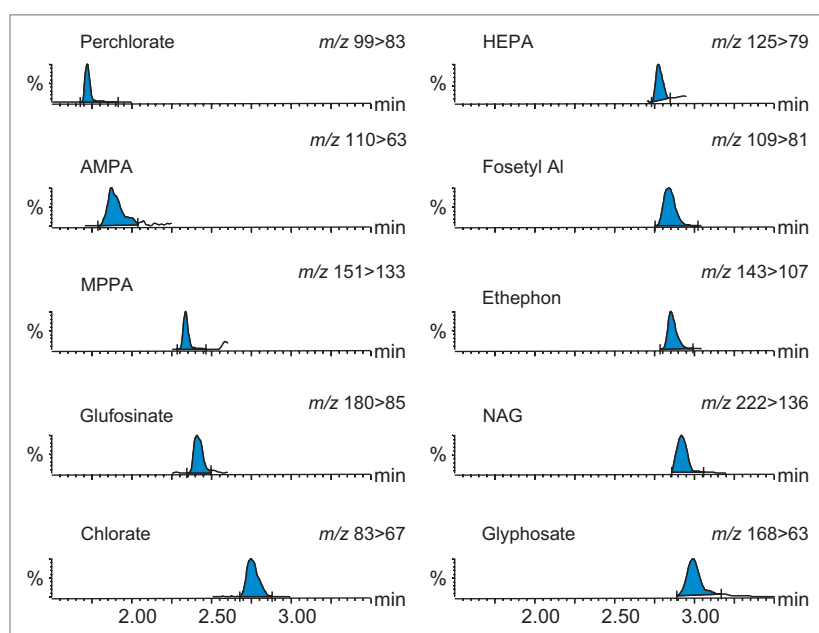 Perchlorate m/z 99>83
% min
AMPA m/z 110>63
% min
MPPA m/z 151>133
% min
Glufosinate m/z 180>85
% min
Chlorate m/z 83>67
% min
2.00 2.50 3.00
HEPA m/z 125>79
% min
Fosetyl Al m/z 109>81
% min
Ethephon m/z 143>107
% min
NAG m/z 222>136
% min
Glyphosate m/z 168>63
% min
2.00 2.50 3.00